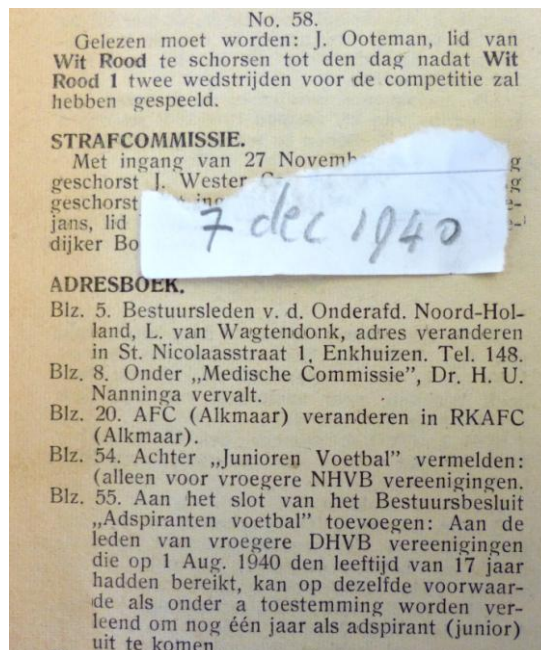 No. 58.
Gelezen moet worden: J. Ooteman, lid van
Wit Rood te schorsen tot den dag nadat Wit
Rood 1 twee wedstrijden voor de competitie zal
hebben gespeeld.
STRAFCOMMISSIE.
Met ingang van 27
geschorst J. Wester
geschorst
jans, lid
dijker
7 dec 1940
ADRESBOEK.
Blz. 5. Bestuursleden v. d. Onderafd. Noord-Hol-
land, L. van Wagtendonk, adres veranderen
in St. Nicolaasstraat 1, Enkhuizen. Tel. 148.
Blz. 8. Onder „Medische Commissie”, Dr. H. U.
Nanninga vervalt.
Blz. 20. AFC (Alkmaar) veranderen in RKAFC
(Alkmaar).
Blz. 54. Achter „Junioren Voetbal” vermelden:
(alleen voor vroegere NHVB vereenigingen.
Blz. 55. Aan het slot van het Bestuursbesluit
„Adspiranten voetbal” toevoegen: Aan de
leden van vroegere DHVB vereenigingen
die op 1 Aug. 1940 den leeftijd van 17 jaar
hadden bereikt, kan op dezelfde voorwaar-
de als onder a toestemming worden ver-
leend om nog één jaar als adspirant (junior)
uit te komen